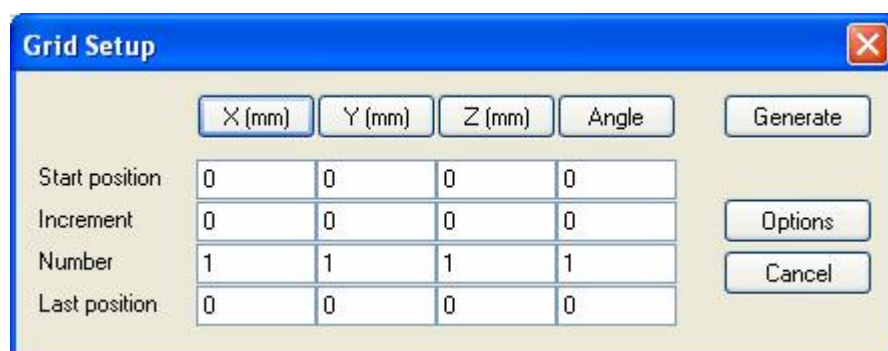 Grid Setup
X (mm) Y (mm) Z (mm) Angle Generate
Start position 0 0 0 0
Increment 0 0 0 0 Options
Number 1 1 1 1 Cancel
Last position 0 0 0 0